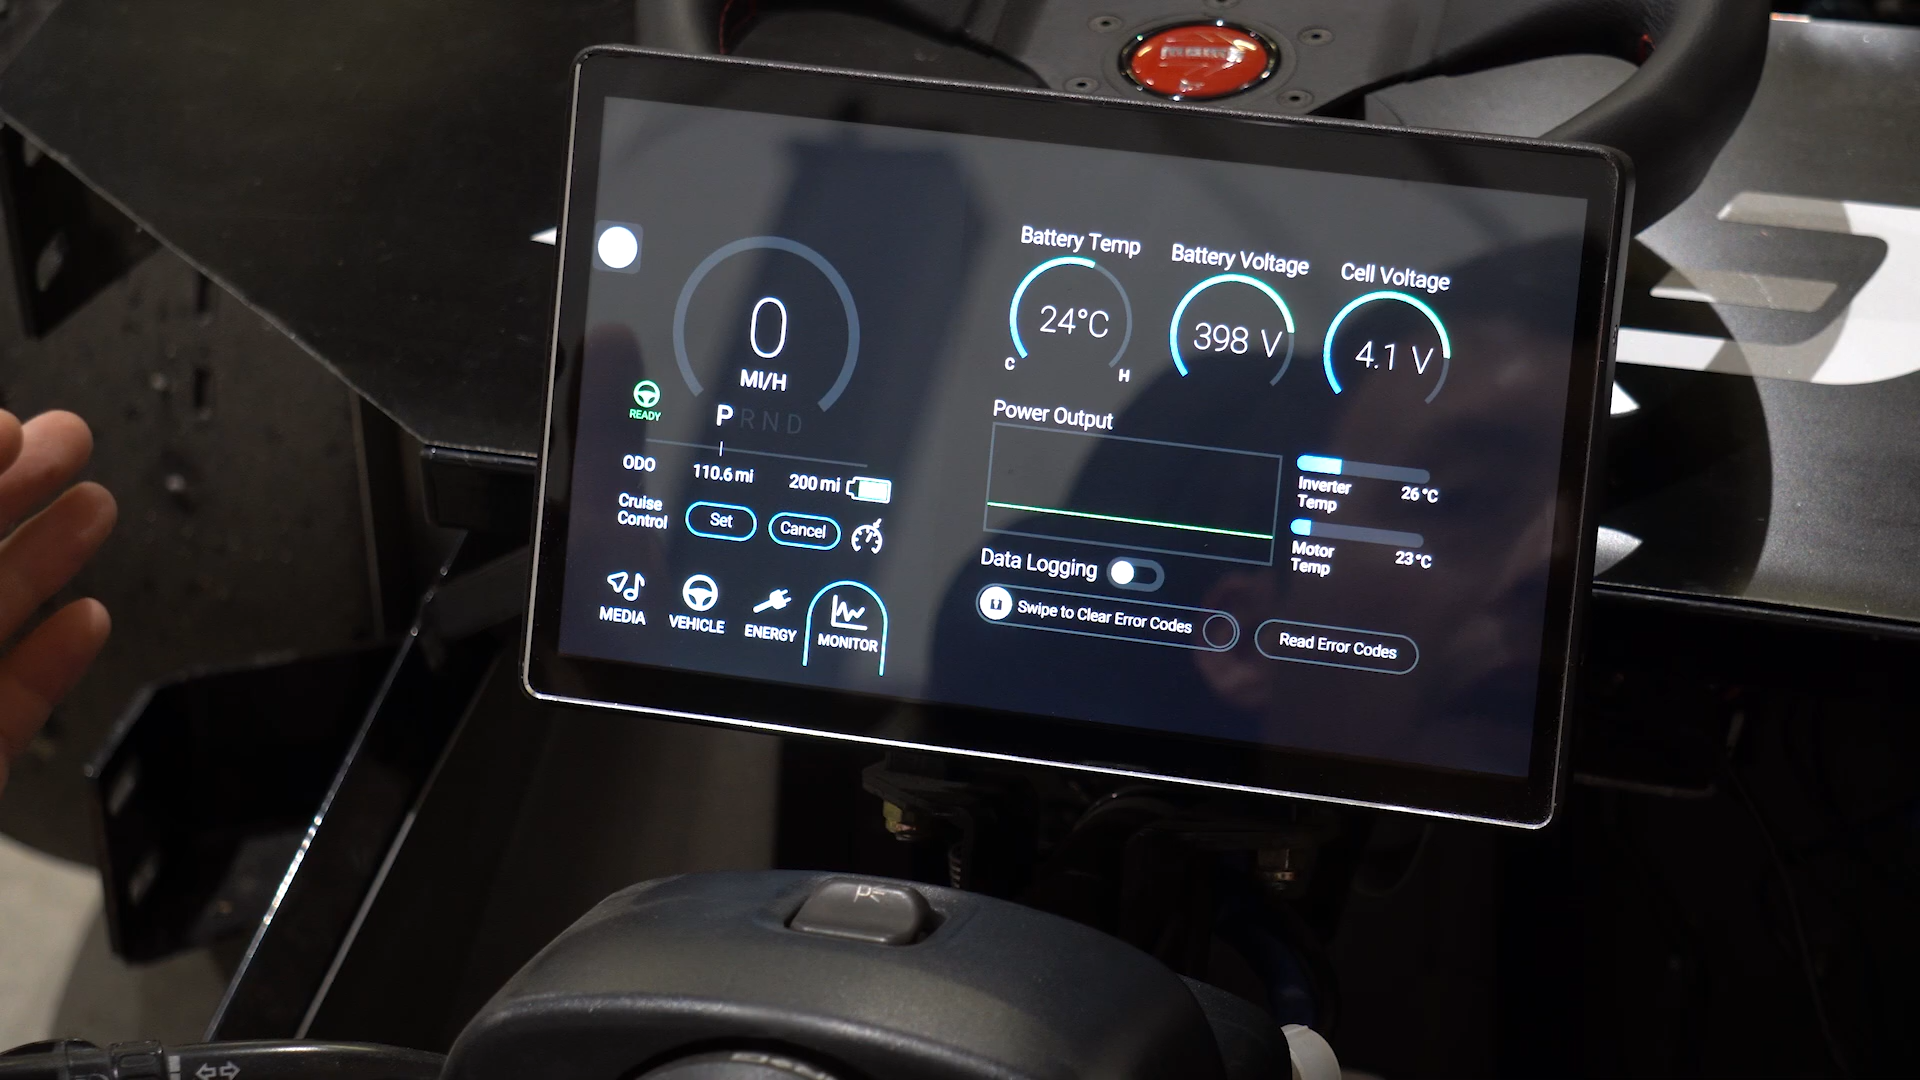 0
MI/H
READY
P R N D
ODO
110.6 mi
200 mi
Cruise
Control
Set
Cancel
MEDIA
VEHICLE
ENERGY
MONITOR
Battery Temp
24°C
C
H
Battery Voltage
398 V
Cell Voltage
4.1 V
Power Output
Inverter
Temp
26 °C
Motor
Temp
23 °C
Data Logging
Swipe to Clear Error Codes
Read Error Codes